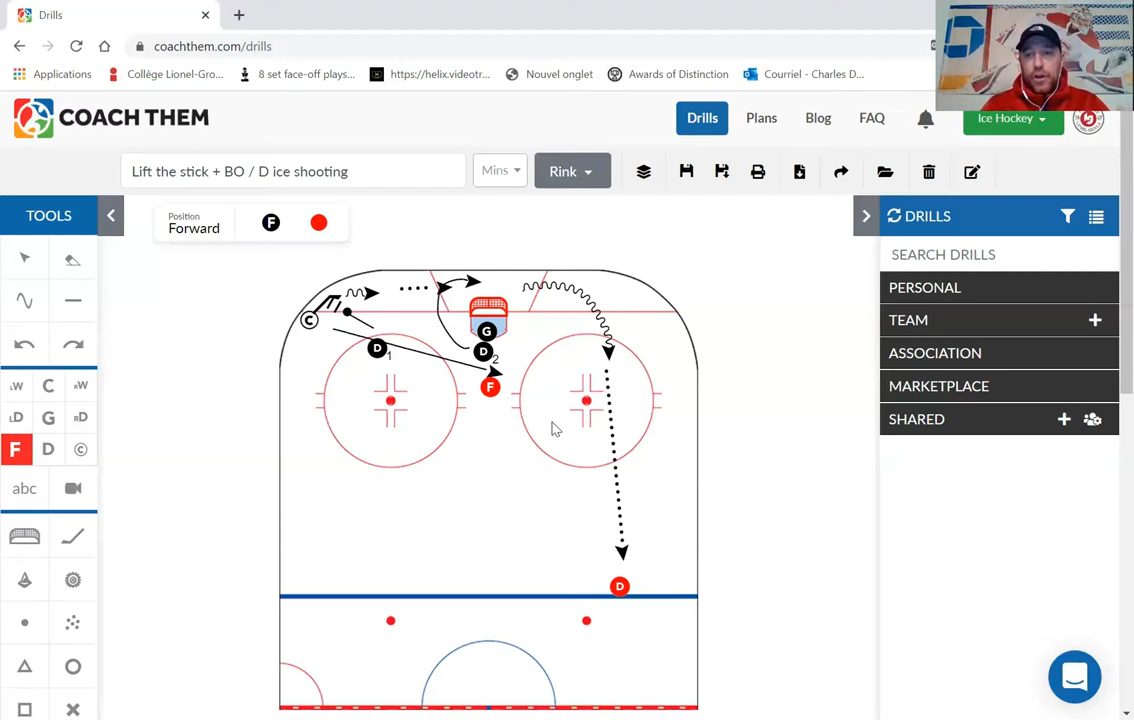 Drills
coachthem.com/drills
Applications
Collège Lionel-Gro...
8 set face-off plays...
https://helix.videotr...
Nouvel onglet
Awards of Distinction
Courriel - Charles D...
COACH THEM
Drills
Plans
Blog
FAQ
Ice Hockey
Lift the stick + BO / D ice shooting
Mins
Rink
TOOLS
Position
Forward
F
DRILLS
SEARCH DRILLS
PERSONAL
TEAM
ASSOCIATION
MARKETPLACE
SHARED
LW C RW
LD G RD
F D C
abc
C
G
D1
D2
F
D